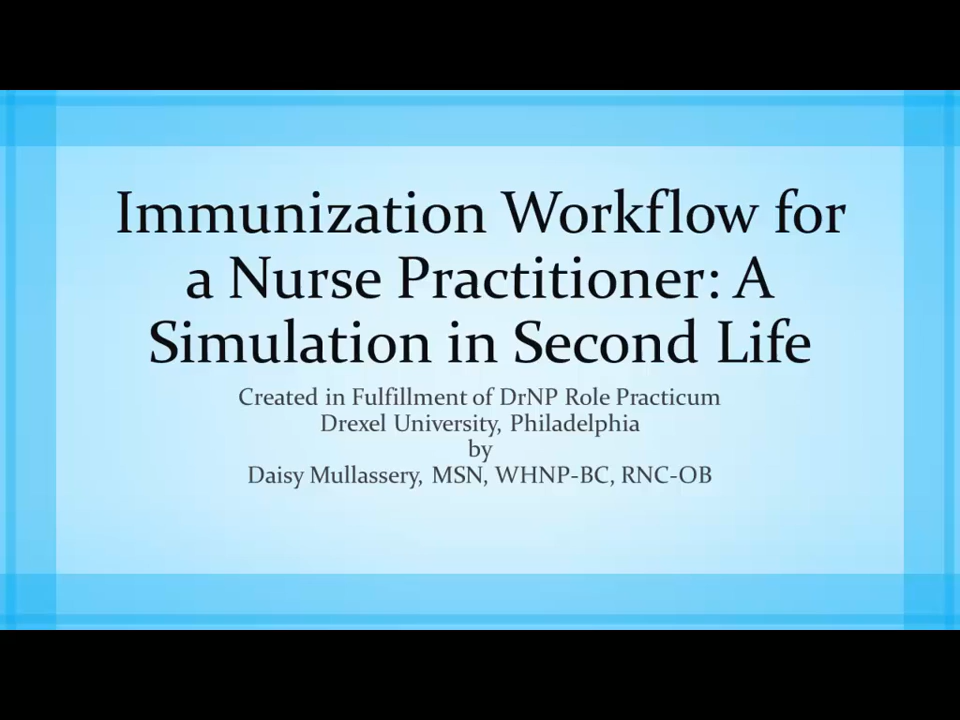 Immunization Workflow for
a Nurse Practitioner: A
Simulation in Second Life
Created in Fulfillment of DrNP Role Practicum
Drexel University, Philadelphia
by
Daisy Mullassery, MSN, WHNP-BC, RNC-OB